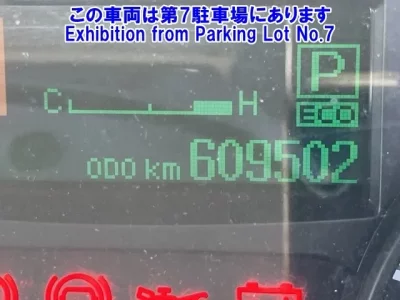 この車両は第7駐車場にあります
Exhibition from Parking Lot No.7
P
C H
ECO
ODO km 609502